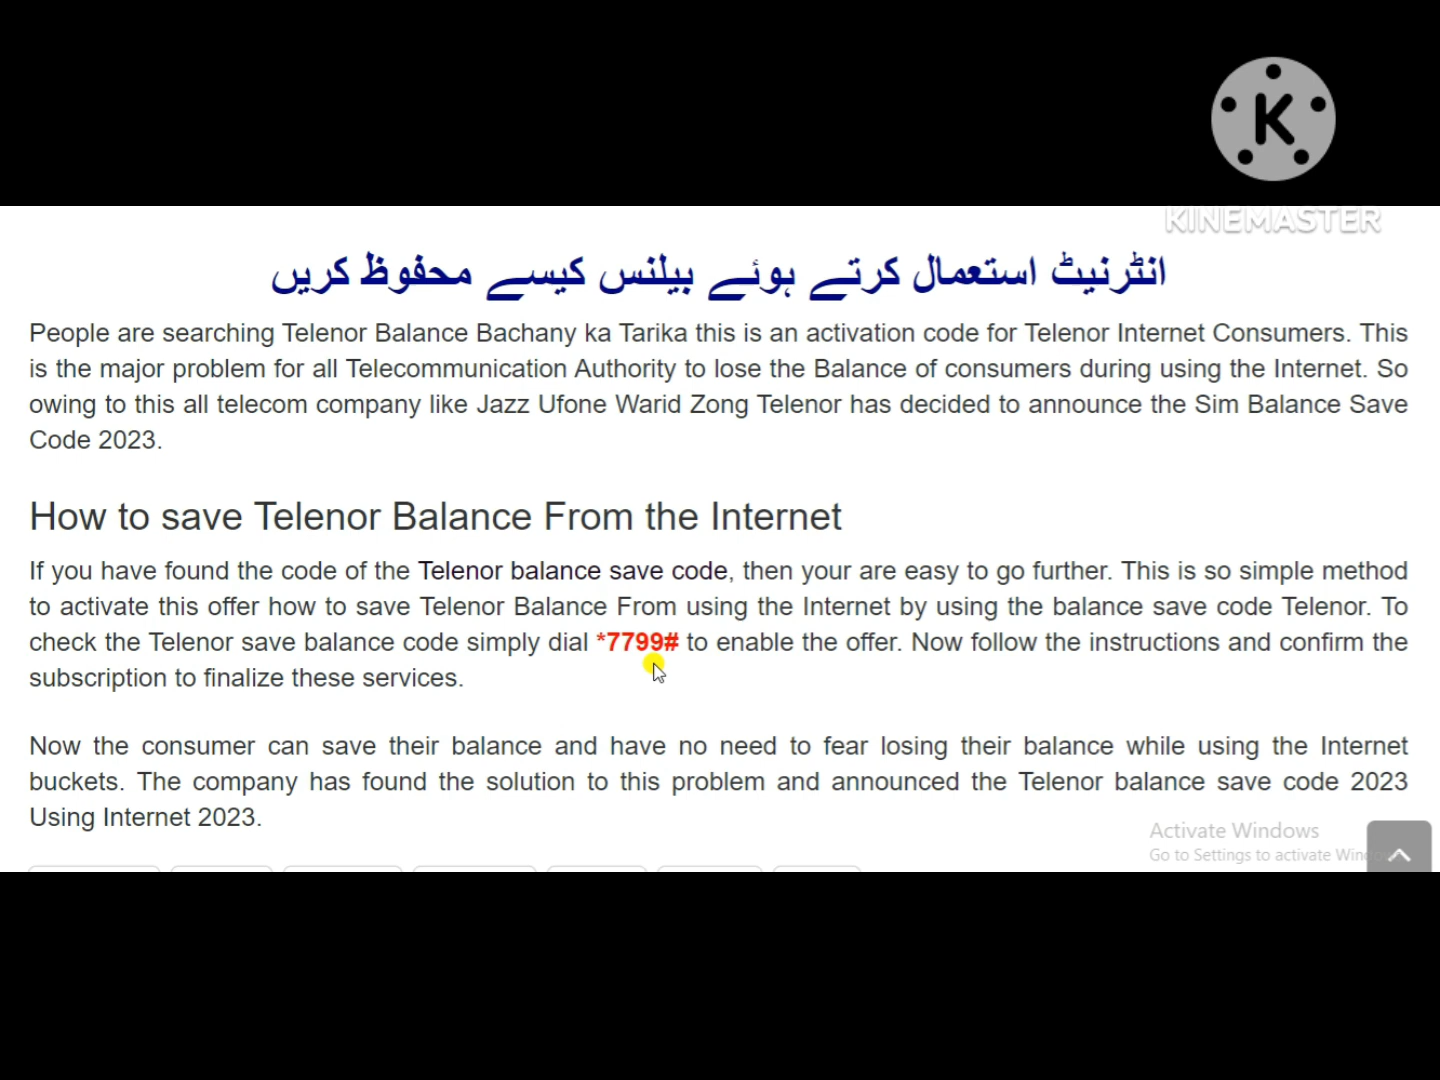 K
KINEMASTER
انٹرنیٹ استعمال کرتے ہوئے بیلنس کیسے محفوظ کریں
People are searching Telenor Balance Bachany ka Tarika this is an activation code for Telenor Internet Consumers. This
is the major problem for all Telecommunication Authority to lose the Balance of consumers during using the Internet. So
owing to this all telecom company like Jazz Ufone Warid Zong Telenor has decided to announce the Sim Balance Save
Code 2023.
How to save Telenor Balance From the Internet
If you have found the code of the Telenor balance save code, then your are easy to go further. This is so simple method
to activate this offer how to save Telenor Balance From using the Internet by using the balance save code Telenor. To
check the Telenor save balance code simply dial *7799# to enable the offer. Now follow the instructions and confirm the
subscription to finalize these services.
Now the consumer can save their balance and have no need to fear losing their balance while using the Internet
buckets. The company has found the solution to this problem and announced the Telenor balance save code 2023
Using Internet 2023.
Activate Windows
Go to Settings to activate Windows